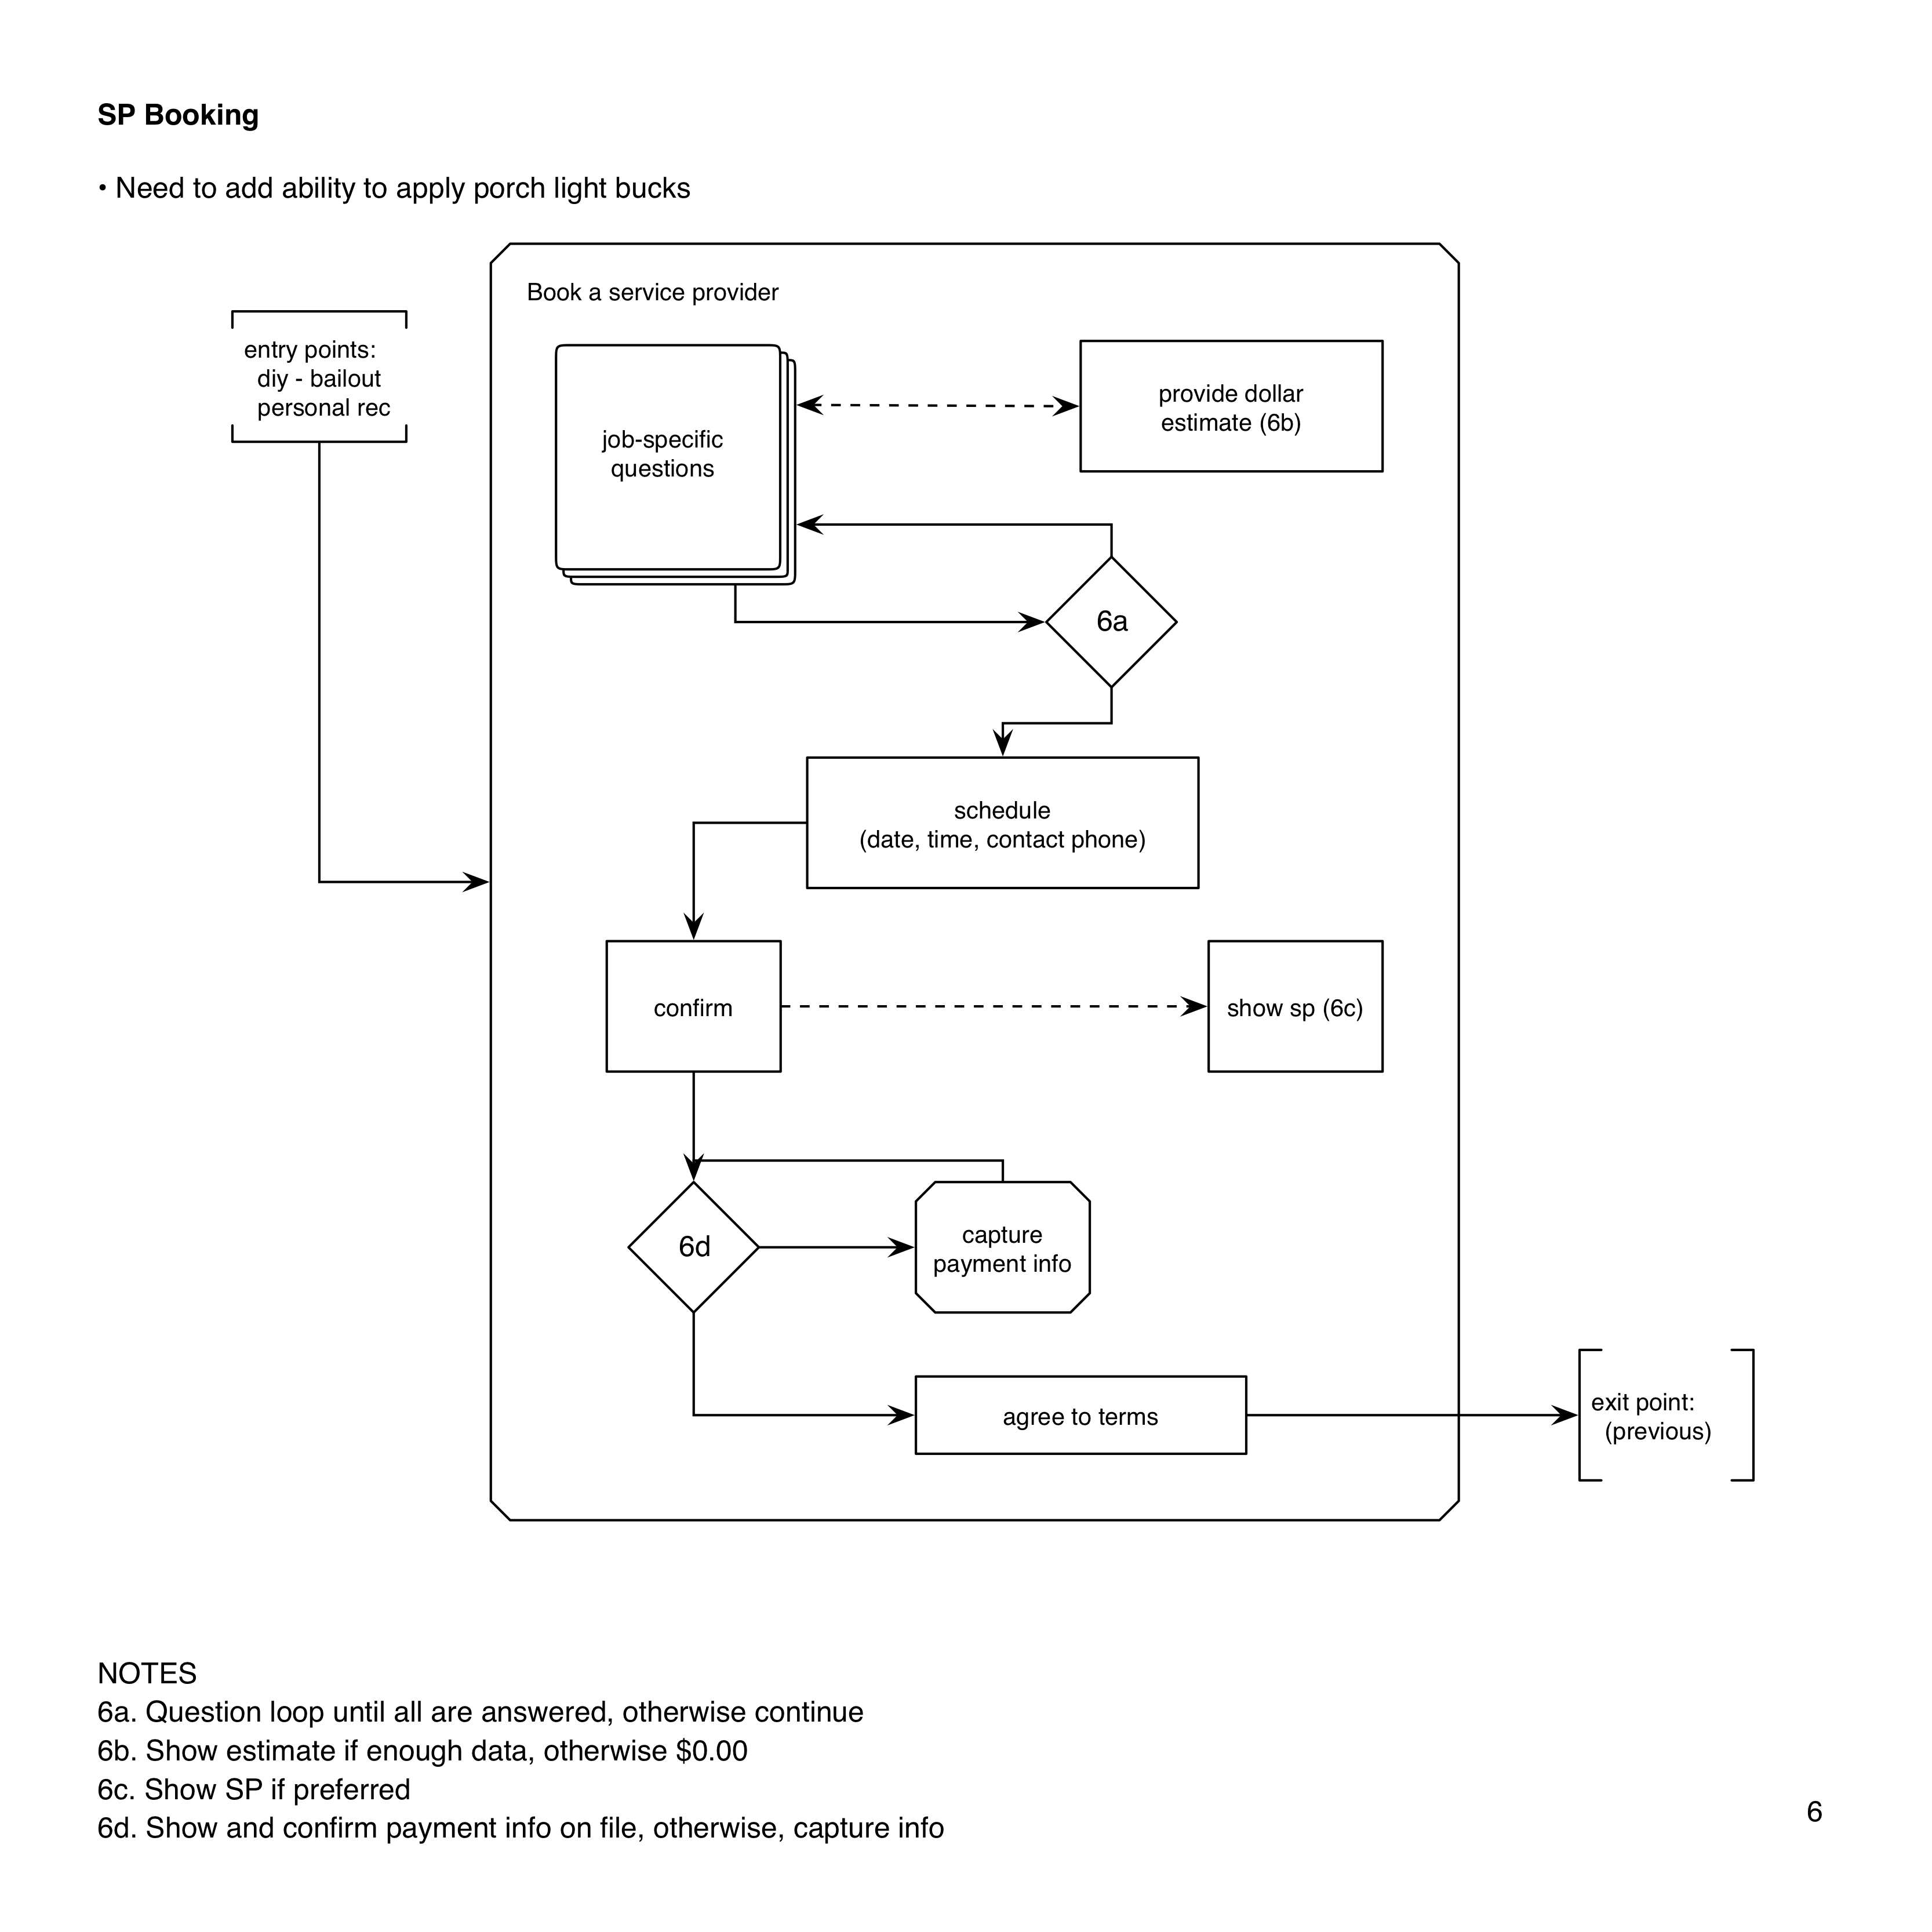 SP Booking
• Need to add ability to apply porch light bucks
Book a service provider
entry points:
diy - bailout
personal rec
job-specific
questions
provide dollar
estimate (6b)
6a
schedule
(date, time, contact phone)
confirm
show sp (6c)
6d
capture
payment info
agree to terms
exit point:
(previous)
NOTES
6a. Question loop until all are answered, otherwise continue
6b. Show estimate if enough data, otherwise $0.00
6c. Show SP if preferred
6d. Show and confirm payment info on file, otherwise, capture info
6